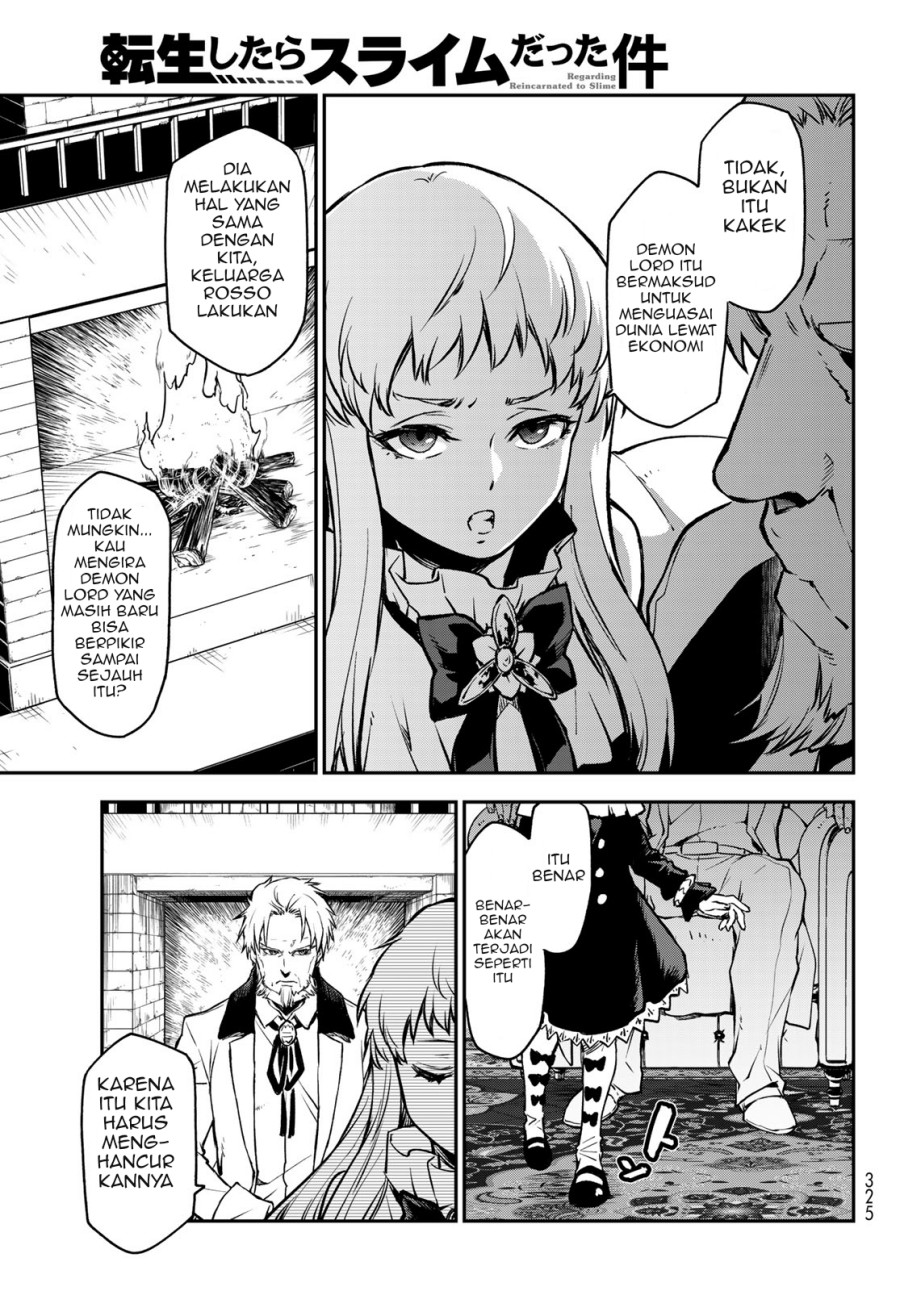 転生したらスライムだった件
Regarding
Reincarnated to Slime
TIDAK,
BUKAN
ITU
KAKEK
DEMON
LORD ITU
BERMAKSUD
UNTUK
MENGUASAI
DUNIA LEWAT
EKONOMI
DIA
MELAKUKAN
HAL YANG
SAMA
DENGAN
KITA,
KELUARGA
ROSSO
LAKUKAN
TIDAK
MUNGKIN...
KAU
MENGIRA
DEMON
LORD YANG
MASIH BARU
BISA
BERPIKIR
SAMPAI
SEJAUH
ITU?
ITU
BENAR
BENAR-
BENAR
AKAN
TERJADI
SEPERTI
ITU
トン
KARENA
ITU KITA
HARUS
MENG-
HANCUR
KANNYA
325